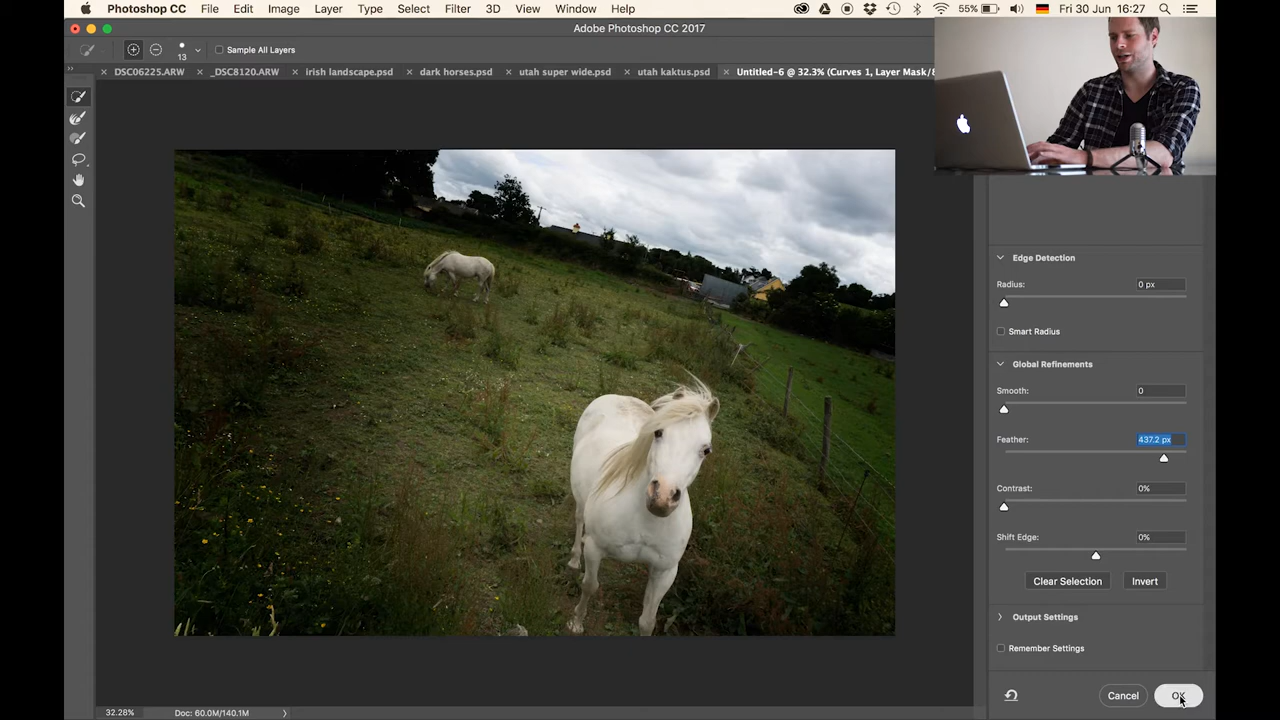 Photoshop CC File Edit Image Layer Type Select Filter 3D View Window Help 55% Fri 30 Jun 16:27
Adobe Photoshop CC 2017
13 Sample All Layers
DSC06225.ARW _DSC8120.ARW irish landscape.psd dark horses.psd utah super wide.psd utah kaktus.psd Untitled-6 @ 32.3% (Curves 1, Layer Mask/8
Edge Detection
Radius: 0 px
Smart Radius
Global Refinements
Smooth: 0
Feather: 437.2 px
Contrast: 0%
Shift Edge: 0%
Clear Selection Invert
Output Settings
Remember Settings
Cancel OK
32.28% Doc: 60.0M/140.1M